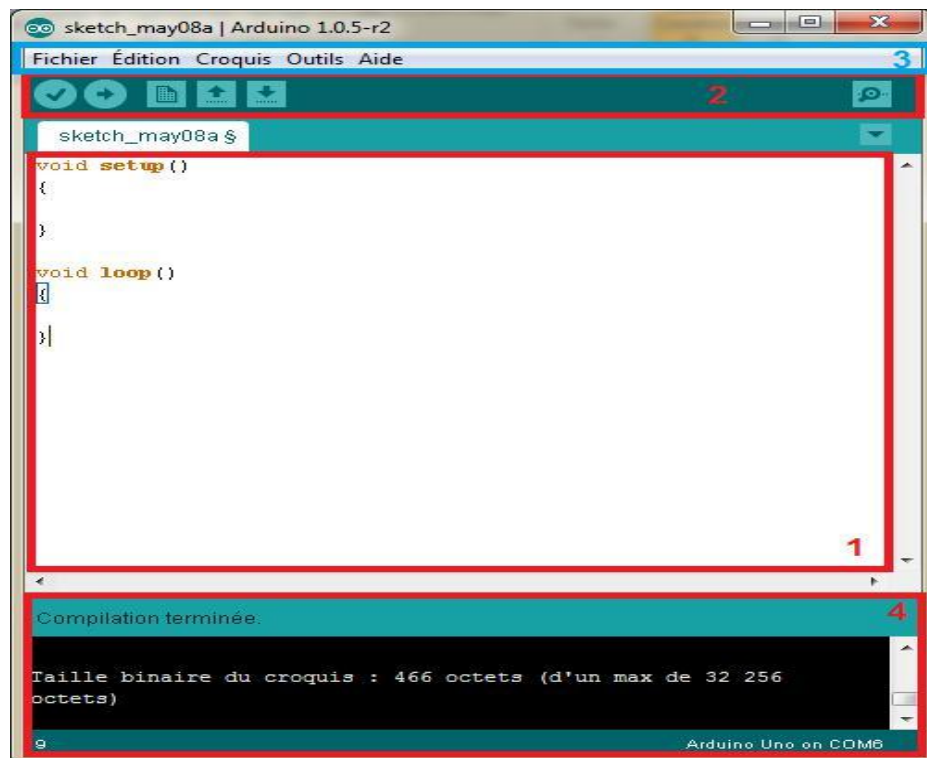 sketch_may08a | Arduino 1.0.5-r2
Fichier Édition Croquis Outils Aide
3
2
sketch_may08a §
void setup()
{
}
void loop()
{
}
1
Compilation terminée.
4
Taille binaire du croquis : 466 octets (d'un max de 32 256
octets)
9
Arduino Uno on COM6